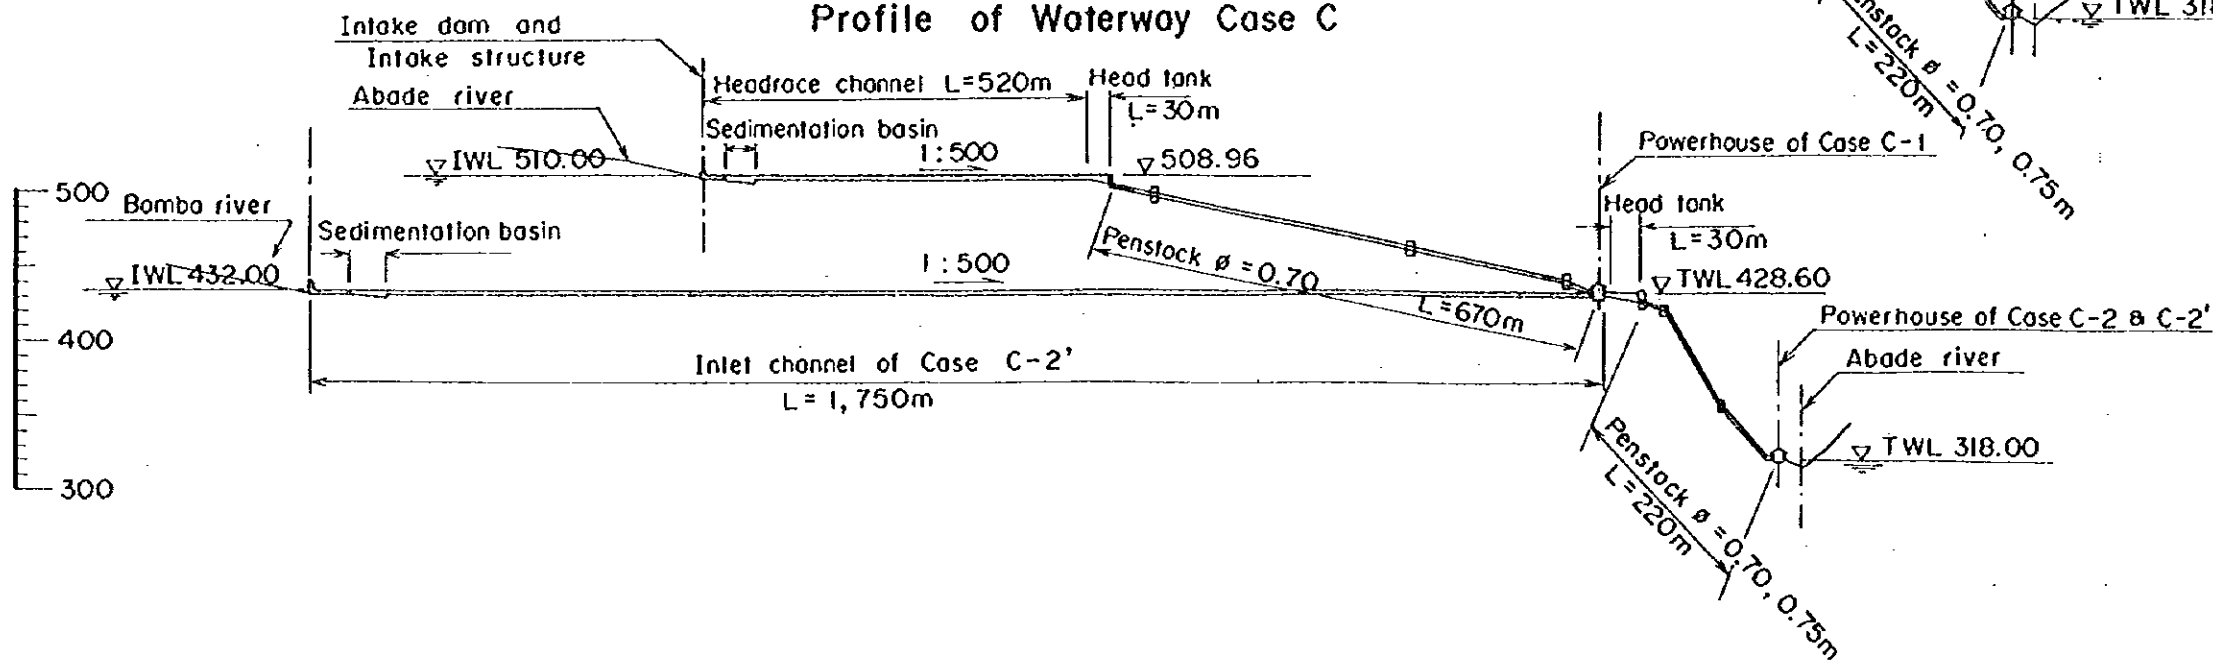 Profile of Waterway Case C
Intake dam and
Intake structure
Abade river
Headrace channel L=520m
Head tank
L=30m
Sedimentation basin
IWL 510.00
1:500
508.96
Powerhouse of Case C-1
Penstock ø =0.70, 0.75m
L=220m
TWL 318
500
Bomba river
Sedimentation basin
Head tank
L=30m
IWL 432.00
1:500
Penstock ø =0.70
L=670m
TWL 428.60
400
Inlet channel of Case C-2'
L= 1,750m
Powerhouse of Case C-2 & C-2'
Abade river
TWL 318.00
300
Penstock ø =0.70, 0.75m
L=220m